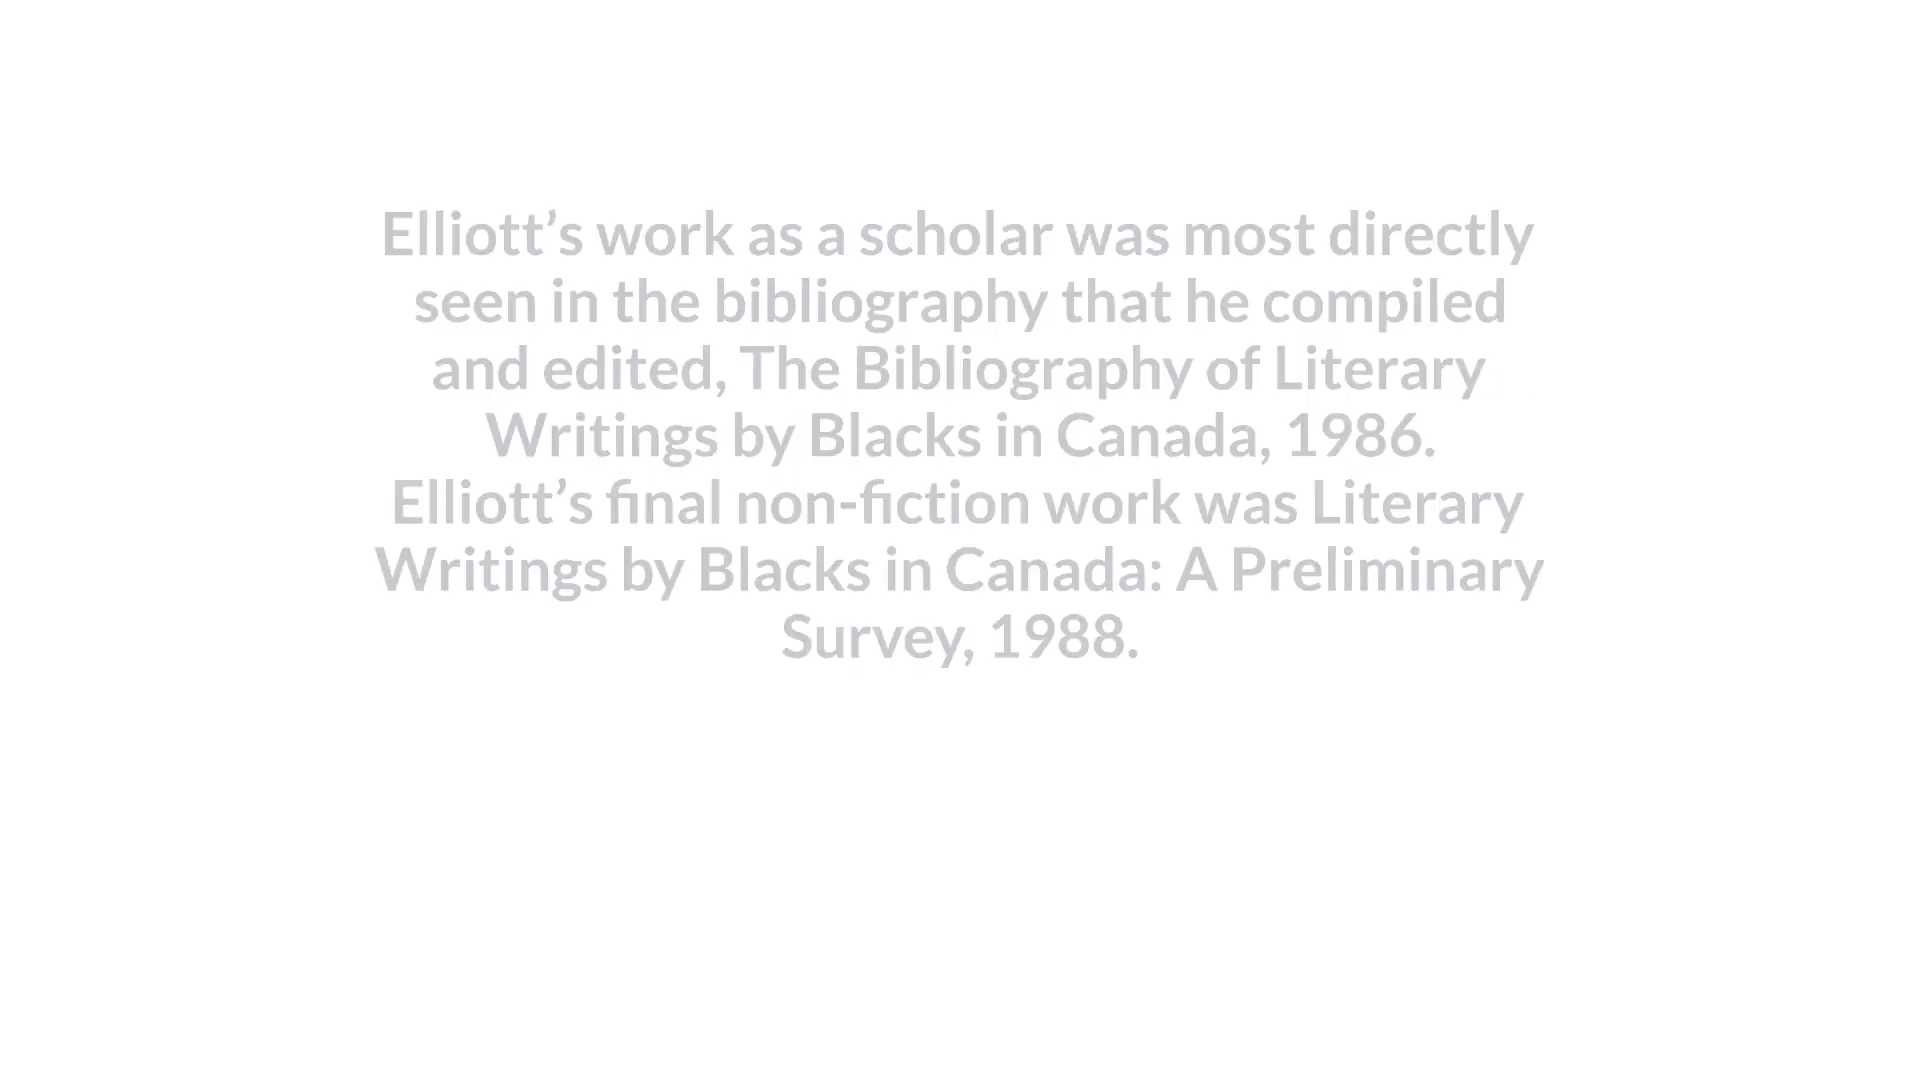 Elliott’s work as a scholar was most directly
seen in the bibliography that he compiled
and edited, The Bibliography of Literary
Writings by Blacks in Canada, 1986.
Elliott’s final non-fiction work was Literary
Writings by Blacks in Canada: A Preliminary
Survey, 1988.